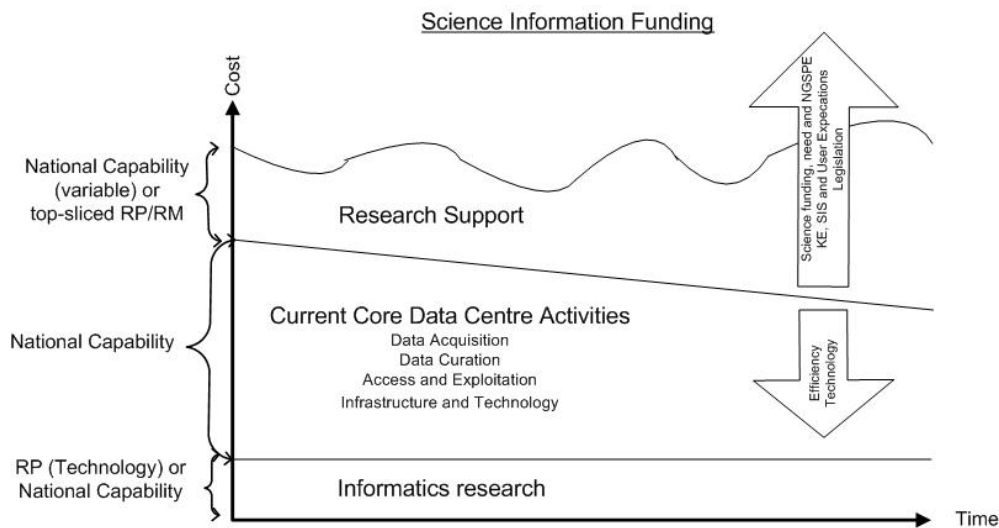 Science Information Funding
Cost
National Capability
(variable) or
top-sliced RP/RM
Research Support
Science funding, need and NGSPE
KE, SIS and User Expecations
Legislation
National Capability
Current Core Data Centre Activities
Data Acquisition
Data Curation
Access and Exploitation
Infrastructure and Technology
Efficiency
Technology
RP (Technology) or
National Capability
Informatics research
Time